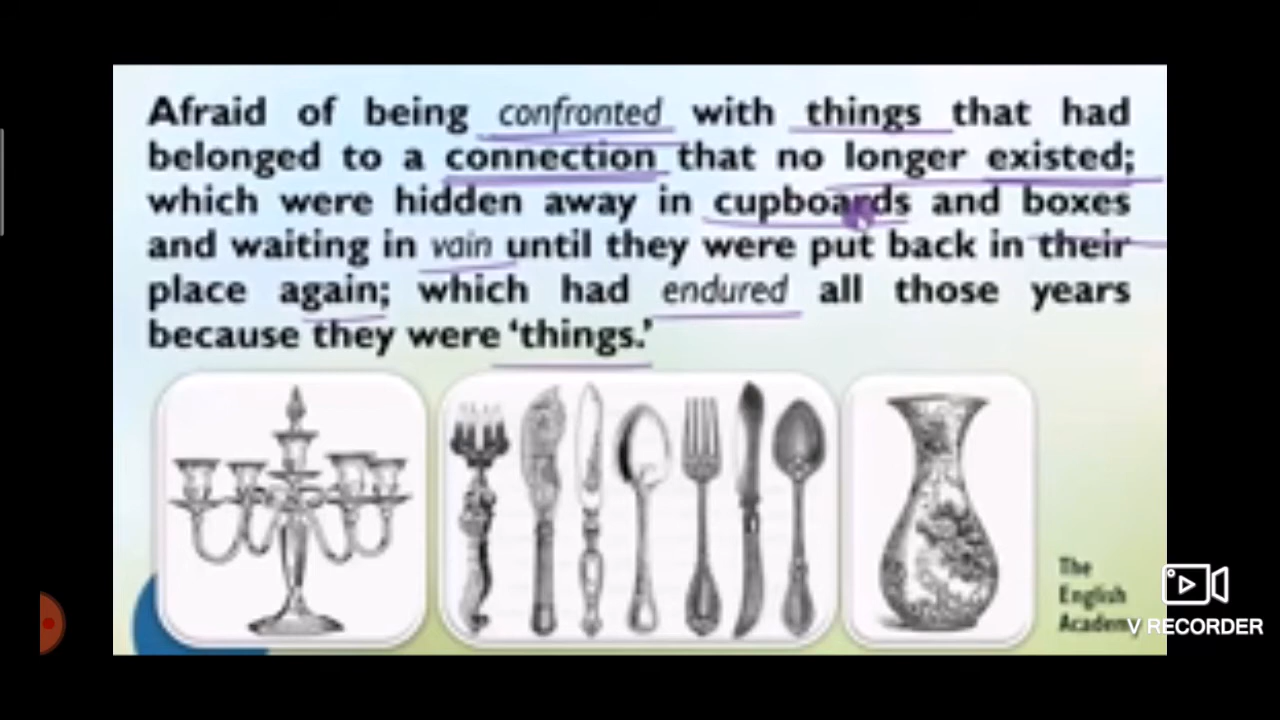 Afraid of being confronted with things that had
belonged to a connection that no longer existed;
which were hidden away in cupboards and boxes
and waiting in vain until they were put back in their
place again; which had endured all those years
because they were ‘things.’
The
English
V RECORDER